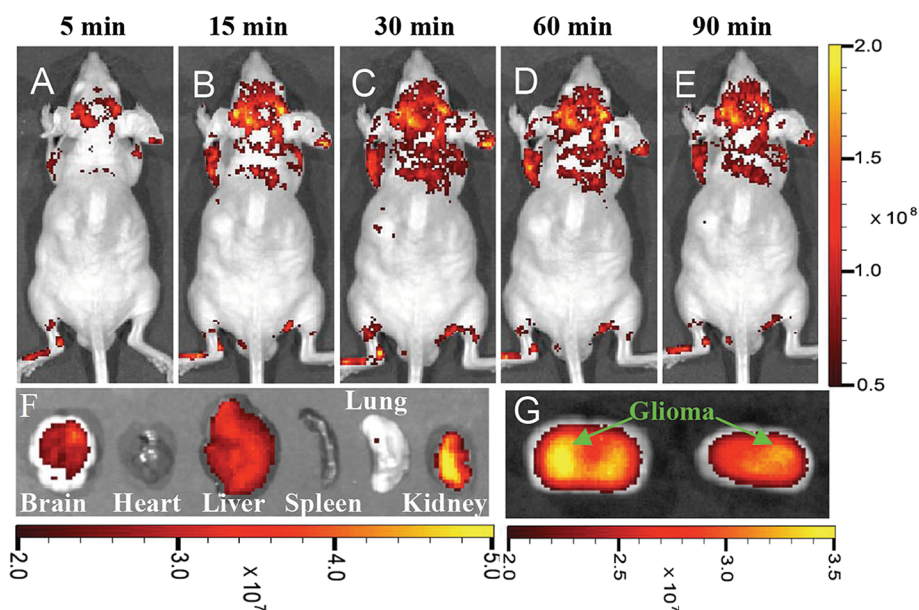 5 min 15 min 30 min 60 min 90 min
A B C D E
2.0
1.5
× 10⁸
1.0
0.5
F Lung G Glioma
Brain Heart Liver Spleen Kidney
2.0 3.0 4.0 5.0
× 10⁷
2.0 2.5 3.0 3.5
× 10⁷